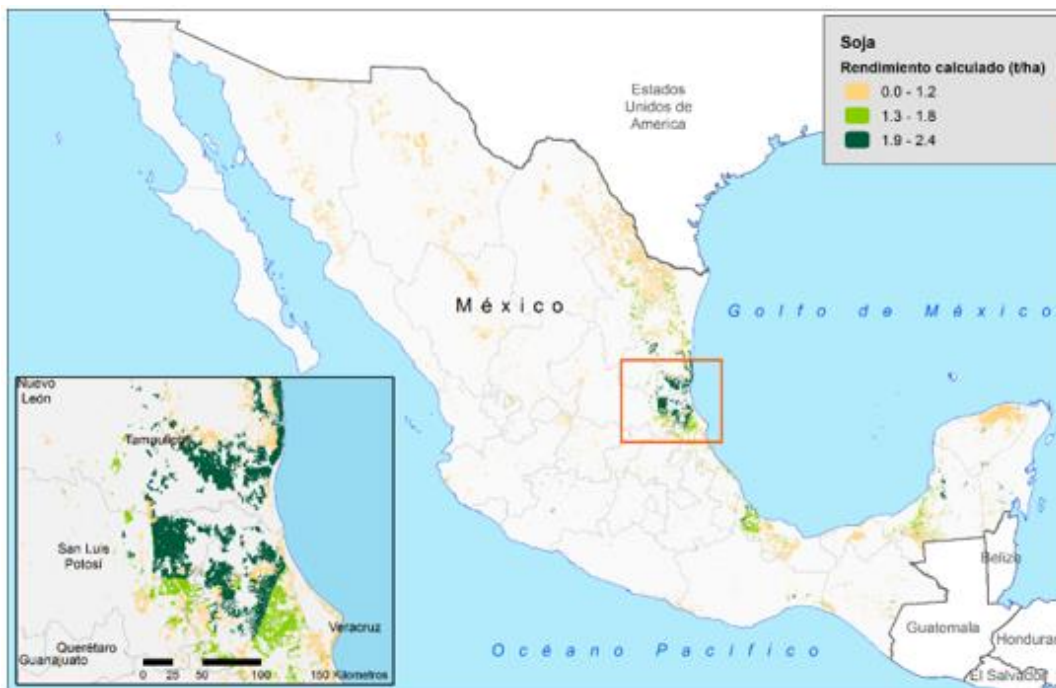 Soja
Rendimiento calculado (t/ha)
0.0 - 1.2
1.3 - 1.8
1.9 - 2.4
Estados
Unidos de
America
México
Golfo de México
Nuevo
León
Tamaulip
San Luis
Potosí
Veracruz
Querétaro
Guanajuato
0 25 50 100 150 Kilometros
Belize
Guatemala
Honduras
El Salvador
Océano Pacífico